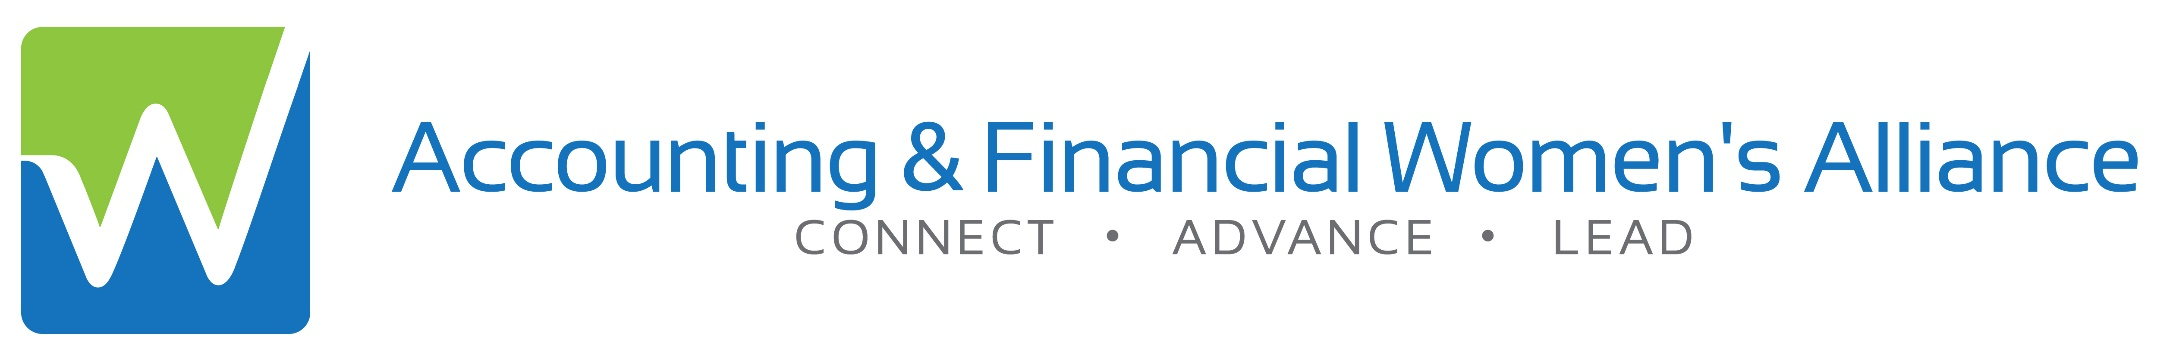 Accounting & Financial Women's Alliance
CONNECT • ADVANCE • LEAD